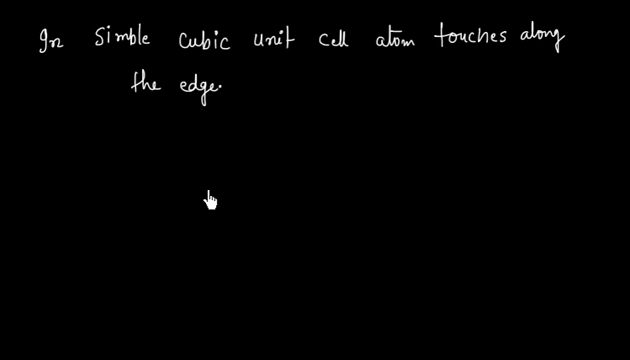 In simble cubic unit cell atom touches along
the edge.